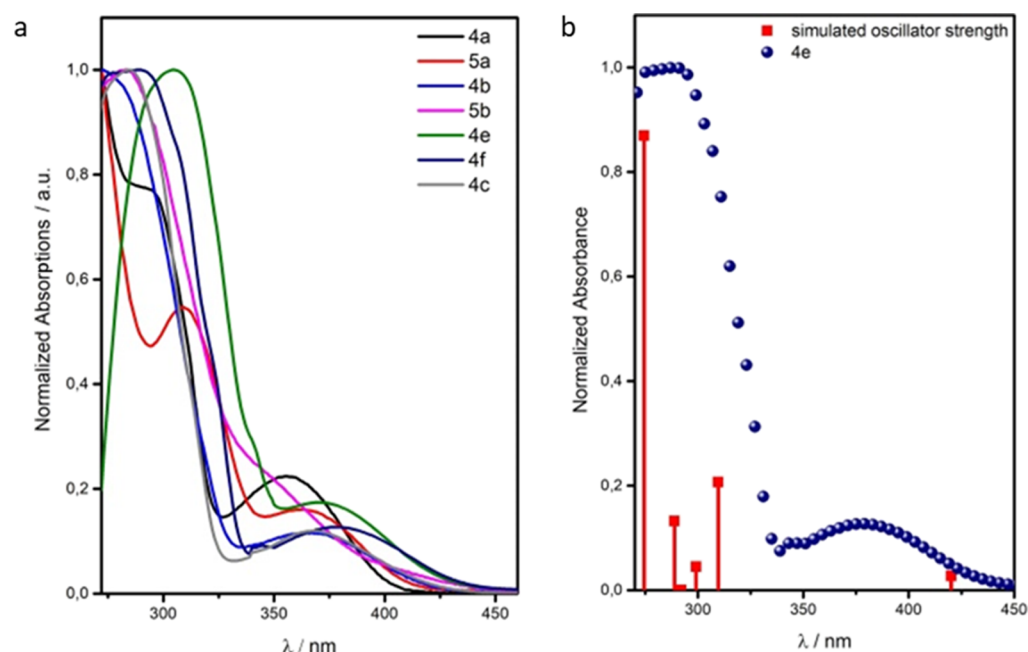 a
Normalized Absorptions / a.u.
1,0
0,8
0,6
0,4
0,2
0,0
300
350
400
450
λ / nm
4a
5a
4b
5b
4e
4f
4c
b
Normalized Absorbance
1,0
0,8
0,6
0,4
0,2
0,0
300
350
400
450
λ / nm
simulated oscillator strength
4e